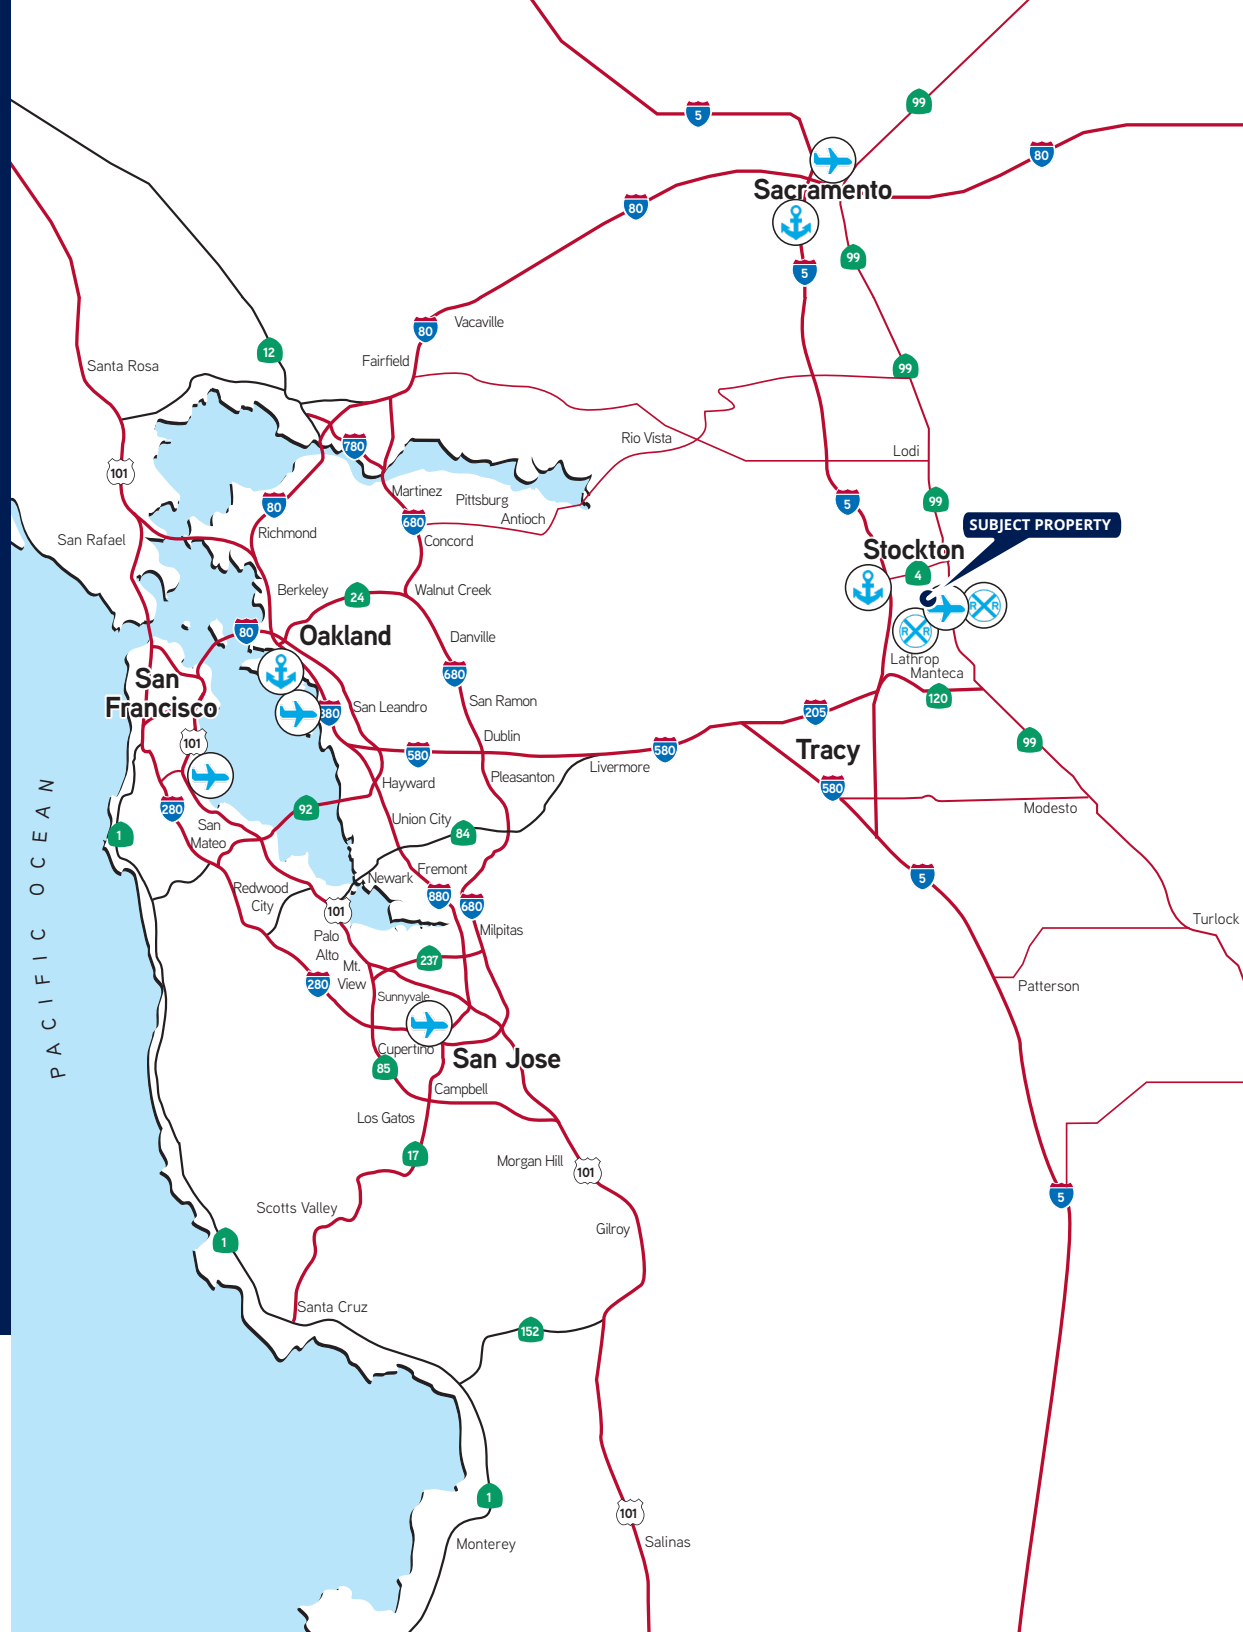 99
5
80
Sacramento
80
99
5
Vacaville
80
12
Fairfield
Santa Rosa
99
Rio Vista
780
Lodi
101
Martinez
Pittsburg
99
5
80
Antioch
680
SUBJECT PROPERTY
Richmond
San Rafael
Concord
Stockton
4
Berkeley
24
Walnut Creek
R R
80
Oakland
Danville
R R
Lathrop
Manteca
680
San
Francisco
San Ramon
120
880
San Leandro
205
Dublin
101
580
580
Tracy
99
Livermore
Pleasanton
Hayward
580
280
92
Modesto
San
Mateo
Union City
1
84
Fremont
Newark
5
Redwood
City
880
680
101
Turlock
Palo
Alto
Milpitas
237
Mt.
View
280
Patterson
Sunnyvale
PACIFIC OCEAN
Cupertino
San Jose
85
Campbell
Los Gatos
17
Morgan Hill
101
5
Scotts Valley
Gilroy
1
Santa Cruz
152
1
101
Monterey
Salinas